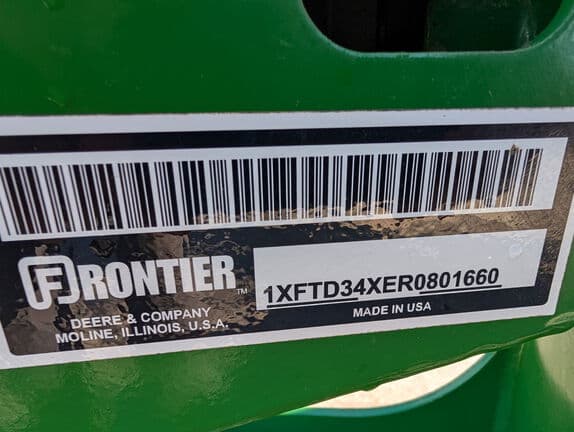 FRONTIER™
DEERE & COMPANY
MOLINE, ILLINOIS, U.S.A.
1XFTD34XER0801660
MADE IN USA